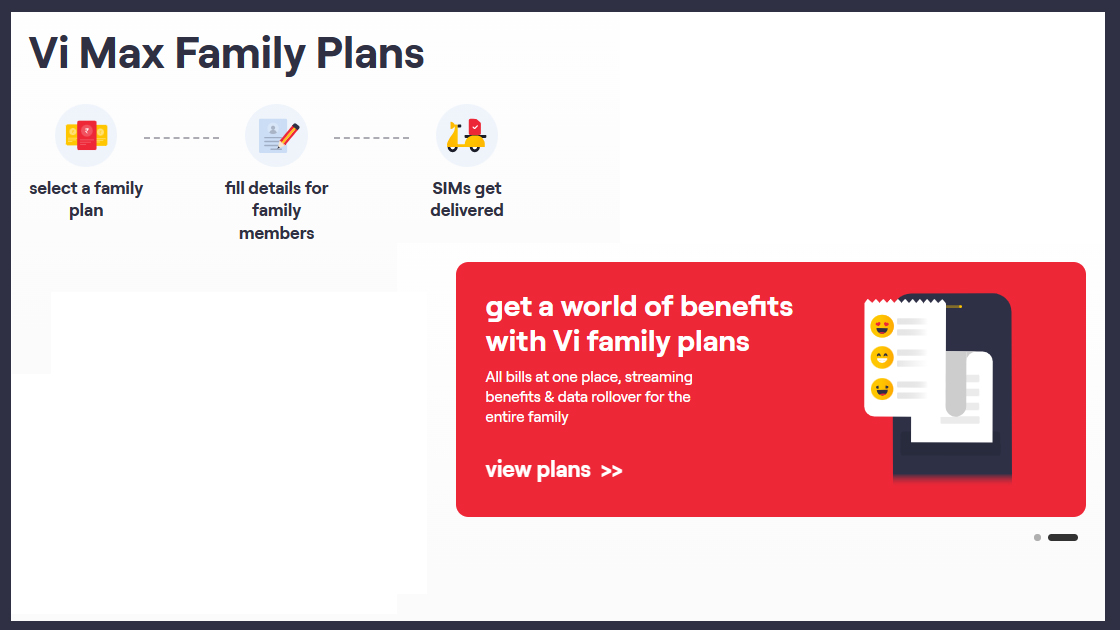 Vi Max Family Plans
select a family
plan
fill details for
family
members
SIMs get
delivered
get a world of benefits
with Vi family plans
All bills at one place, streaming
benefits & data rollover for the
entire family
view plans >>